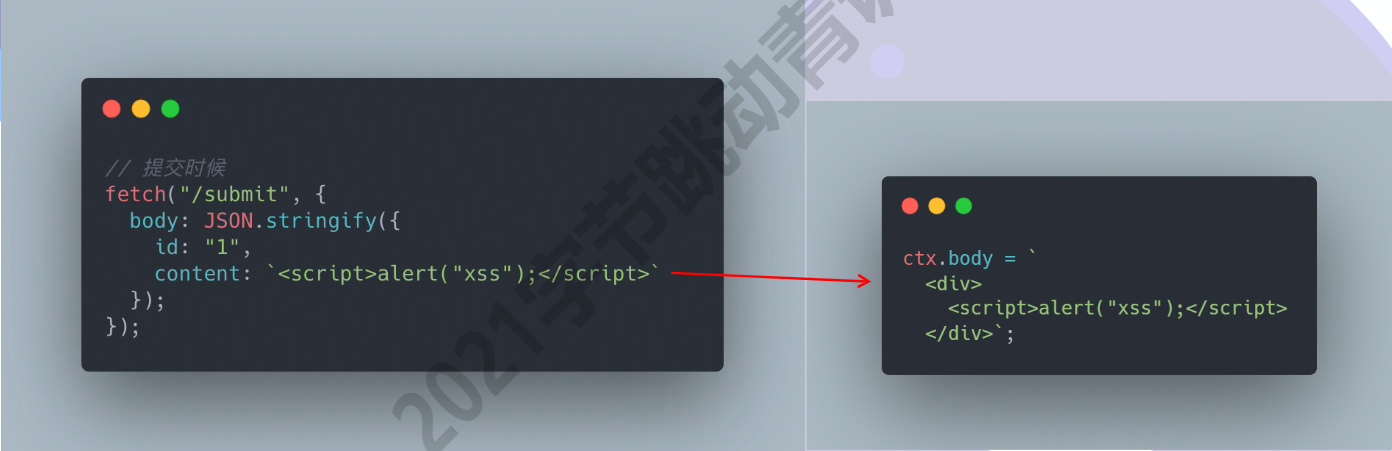 // 提交时候
fetch("/submit", {
  body: JSON.stringify({
    id: "1",
    content: `<script>alert("xss");</script>`
  });
});
ctx.body = `
  <div>
    <script>alert("xss");</script>
  </div>`;
2021字节跳动青